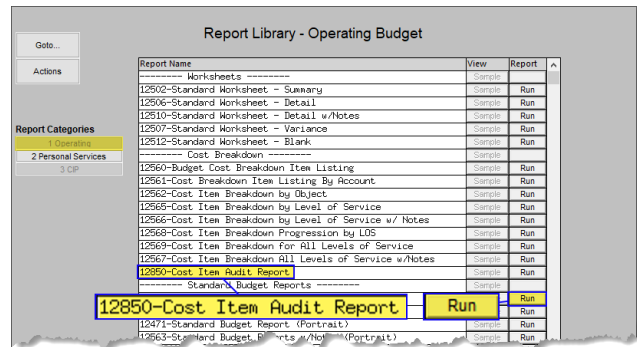 Report Library - Operating Budget
Goto...
Actions
Report Categories
1 Operating
2 Personal Services
3 CIP
Report Name View Report
-------- Worksheets -------- Sample
12502-Standard Worksheet - Summary Sample Run
12506-Standard Worksheet - Detail Sample Run
12510-Standard Worksheet - Detail w/Notes Sample Run
12507-Standard Worksheet - Variance Sample Run
12512-Standard Worksheet - Blank Sample Run
-------- Cost Breakdown -------- Sample
12560-Budget Cost Breakdown Item Listing Sample Run
12561-Cost Breakdown Item Listing By Account Sample Run
12562-Cost Item Breakdown by Object Sample Run
12565-Cost Item Breakdown by Level of Service Sample Run
12566-Cost Item Breakdown by Level of Service w/ Notes Sample Run
12568-Cost Item Breakdown Progression by LOS Sample Run
12569-Cost Item Breakdown for All Levels of Service Sample Run
12567-Cost Item Breakdown All Levels of Service w/Notes Sample Run
12850-Cost Item Audit Report Sample Run
-------- Standard Budget Reports -------- Sample
Run
12850-Cost Item Audit Report Run
Run
12471-Standard Budget Report (Portrait) Sample Run
12563-Standard Budget w/Notes (Portrait) Sample Run